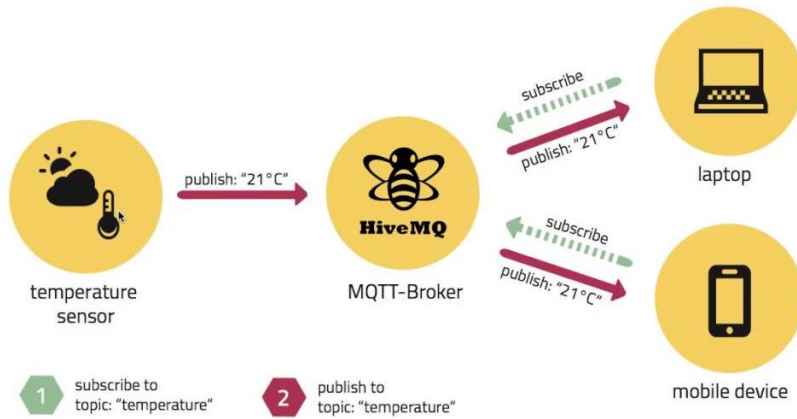 subscribe
publish: "21°C"
laptop
publish: "21°C"
HiveMQ
temperature
sensor
MQTT-Broker
subscribe
publish: "21°C"
mobile device
1
subscribe to
topic: "temperature"
2
publish to
topic: "temperature"